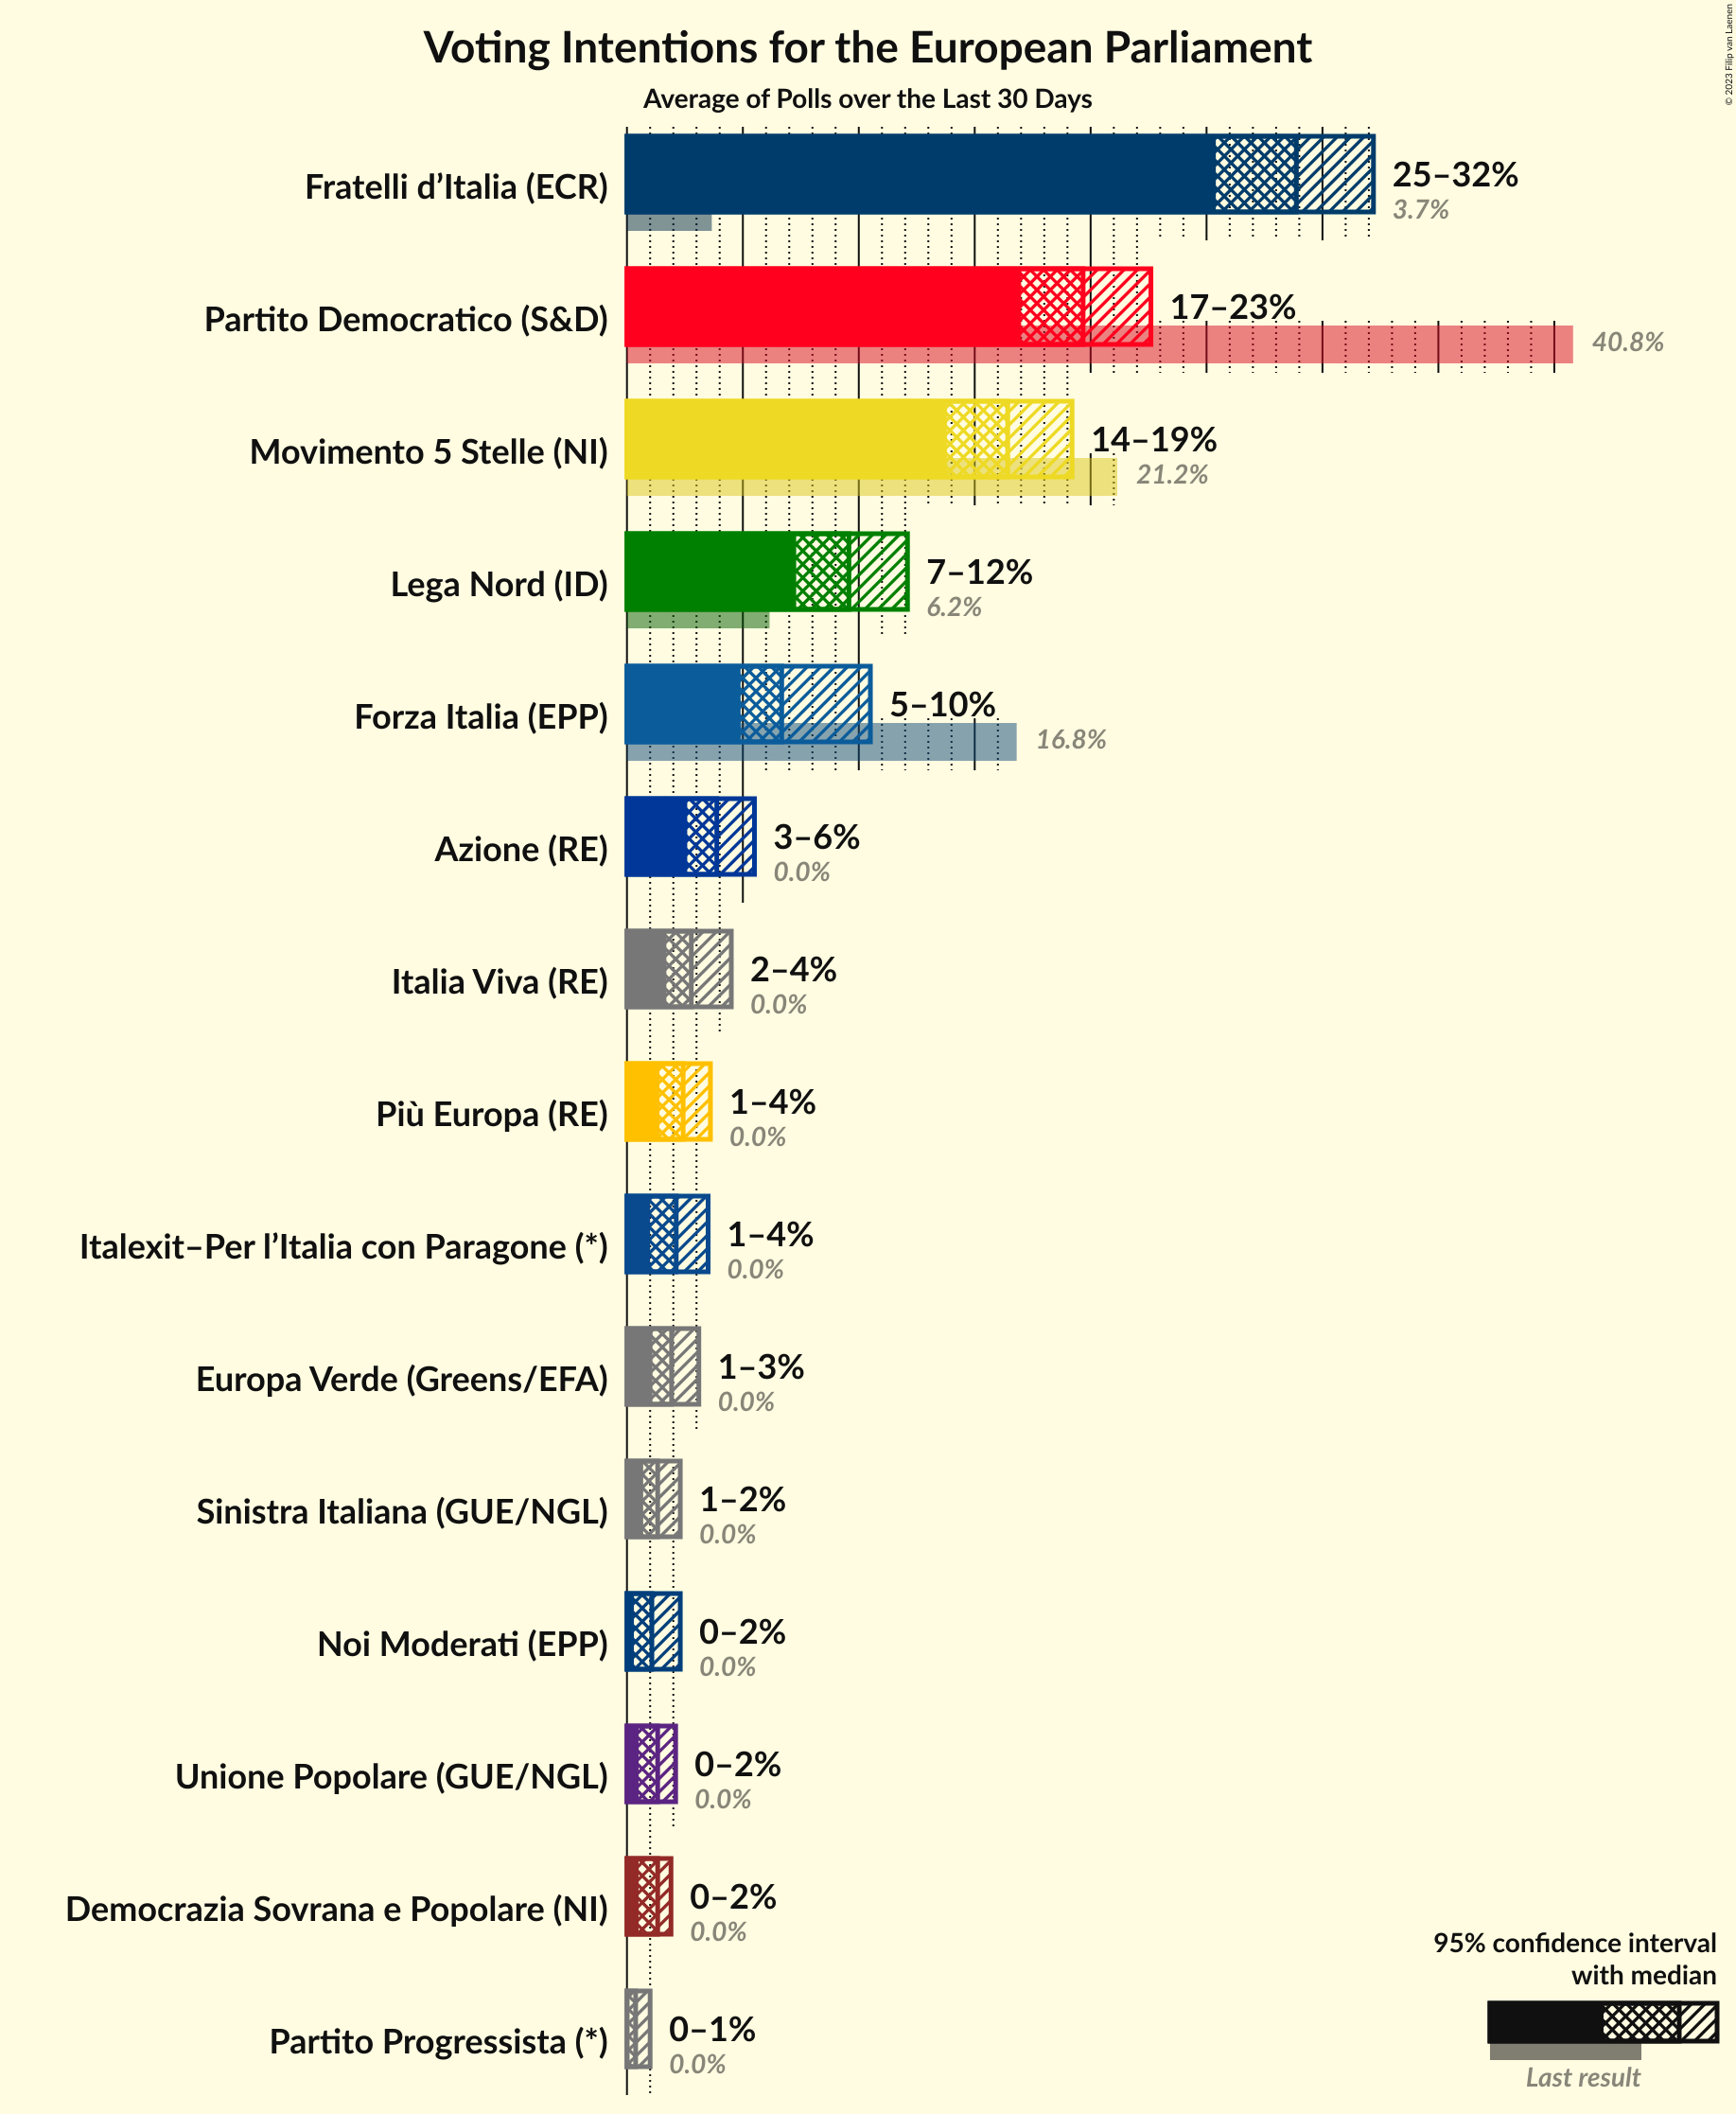 Voting Intentions for the European Parliament
Average of Polls over the Last 30 Days
© 2023 Filip van Laenen
Fratelli d’Italia (ECR)
25–32%
3.7%
Partito Democratico (S&D)
17–23%
40.8%
Movimento 5 Stelle (NI)
14–19%
21.2%
Lega Nord (ID)
7–12%
6.2%
Forza Italia (EPP)
5–10%
16.8%
Azione (RE)
3–6%
0.0%
Italia Viva (RE)
2–4%
0.0%
Più Europa (RE)
1–4%
0.0%
Italexit–Per l’Italia con Paragone (*)
1–4%
0.0%
Europa Verde (Greens/EFA)
1–3%
0.0%
Sinistra Italiana (GUE/NGL)
1–2%
0.0%
Noi Moderati (EPP)
0–2%
0.0%
Unione Popolare (GUE/NGL)
0–2%
0.0%
Democrazia Sovrana e Popolare (NI)
0–2%
0.0%
Partito Progressista (*)
0–1%
0.0%
95% confidence interval
with median
Last result